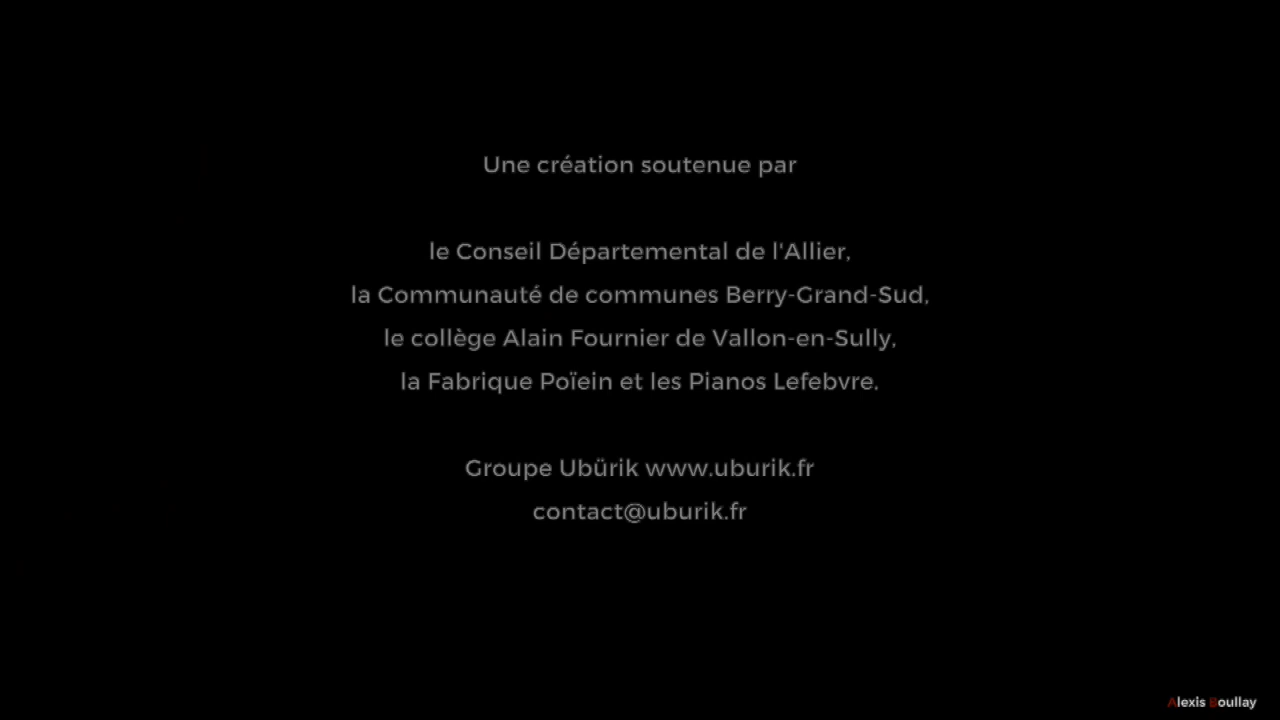 Une création soutenue par
le Conseil Départemental de l'Allier,
la Communauté de communes Berry-Grand-Sud,
le collège Alain Fournier de Vallon-en-Sully,
la Fabrique Poïein et les Pianos Lefebvre.
Groupe Ubürik www.uburik.fr
contact@uburik.fr
Alexis Boullay